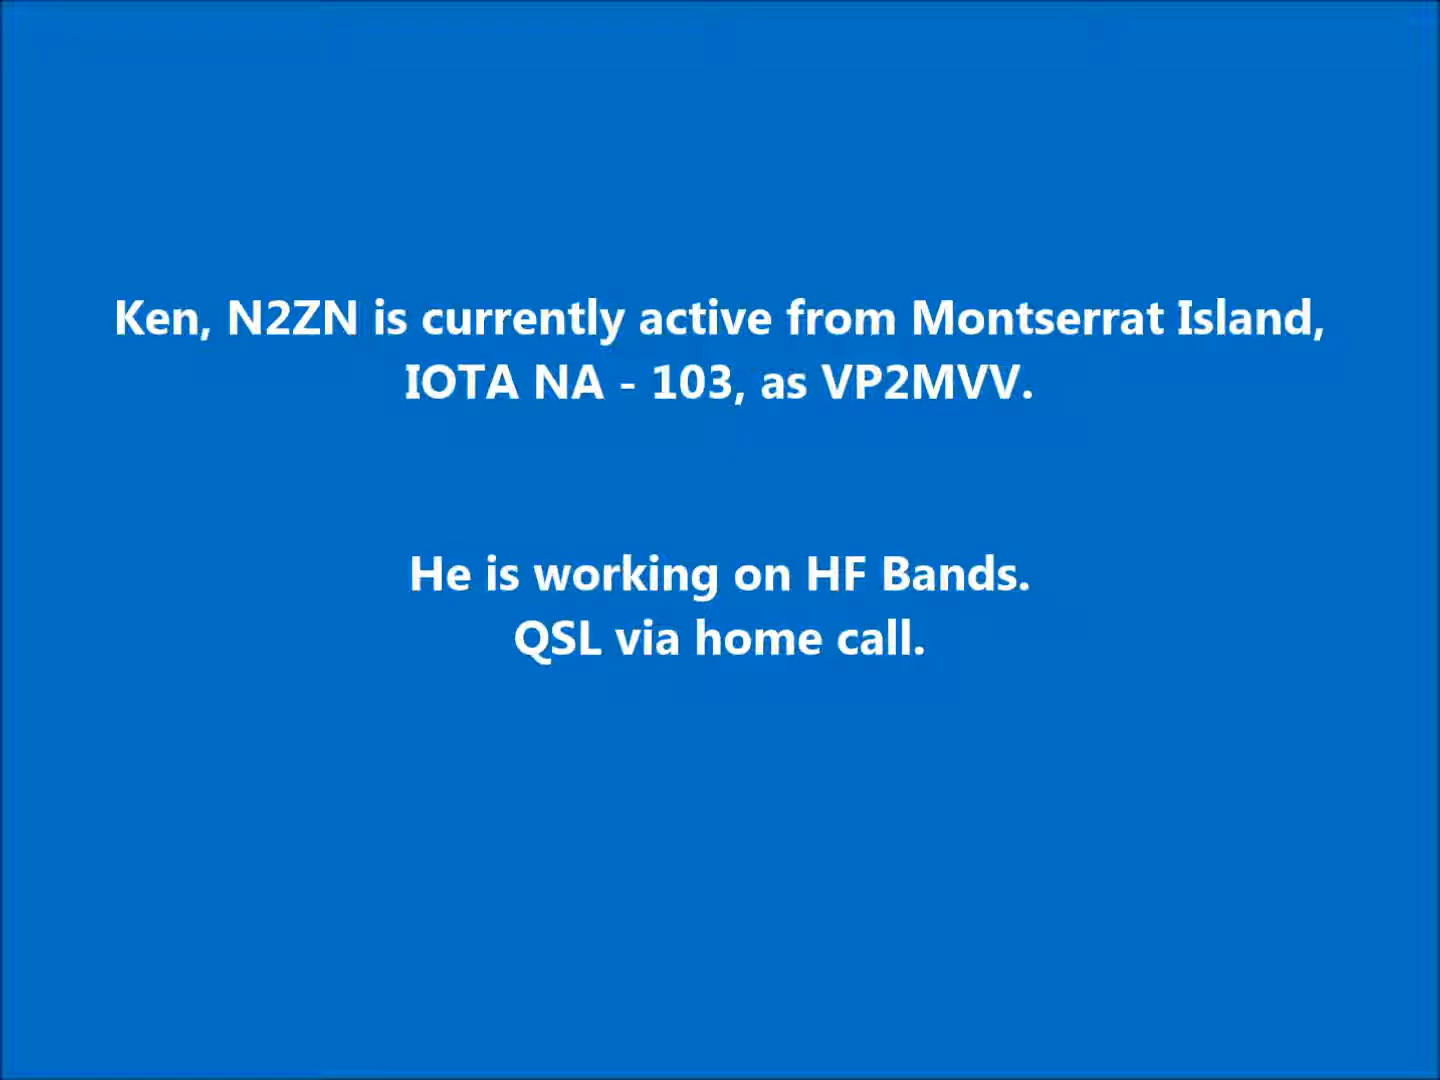 Ken, N2ZN is currently active from Montserrat Island,
IOTA NA - 103, as VP2MVV.
He is working on HF Bands.
QSL via home call.